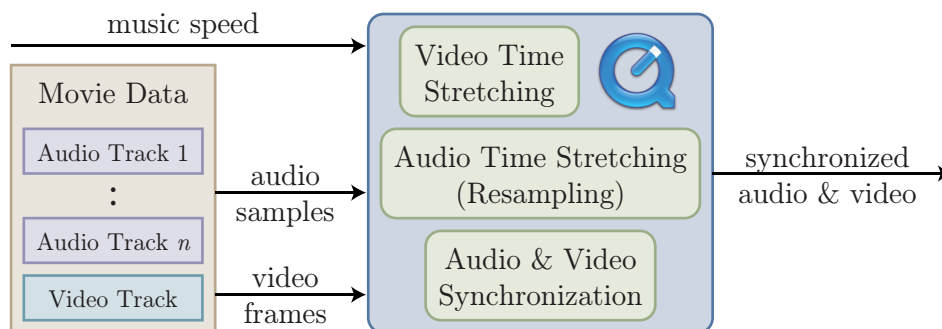 music speed
Movie Data
Audio Track 1
:
Audio Track n
Video Track
audio
samples
video
frames
Video Time
Stretching
Audio Time Stretching
(Resampling)
Audio & Video
Synchronization
synchronized
audio & video